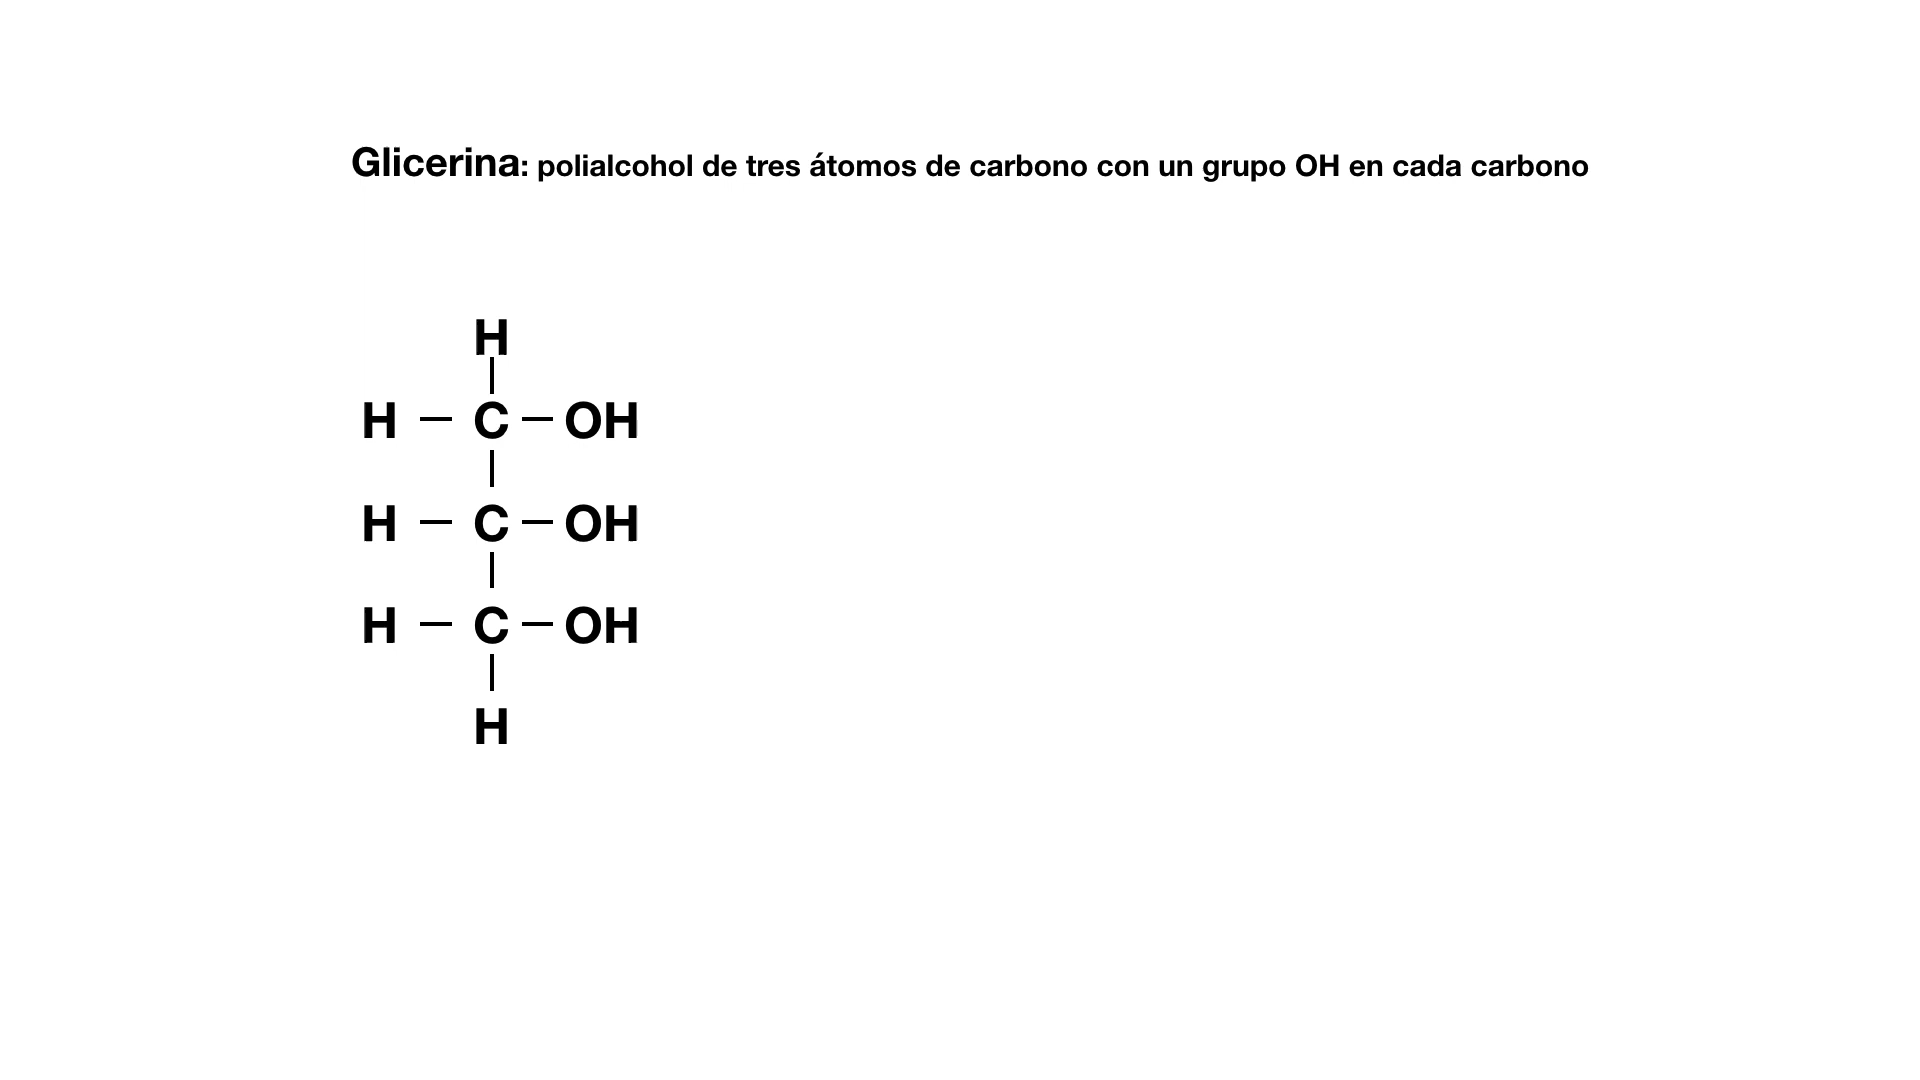 Glicerina: polialcohol de tres átomos de carbono con un grupo OH en cada carbono
H
H – C – OH
H – C – OH
H – C – OH
H